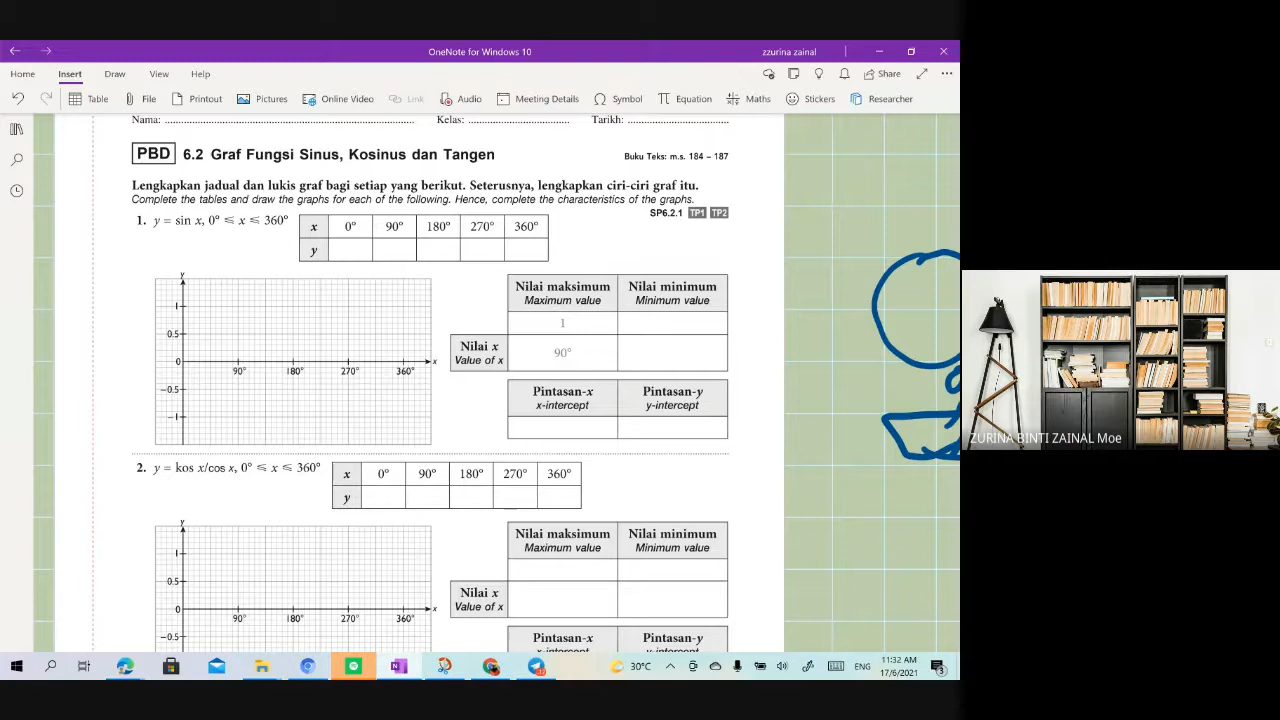 OneNote for Windows 10
zzurina zainal
Home Insert Draw View Help
Share
Table File Printout Pictures Online Video Link Audio Meeting Details Symbol Equation Maths Stickers Researcher
Nama: Kelas: Tarikh:
PBD 6.2 Graf Fungsi Sinus, Kosinus dan Tangen
Buku Teks: m.s. 184 – 187
Lengkapkan jadual dan lukis graf bagi setiap yang berikut. Seterusnya, lengkapkan ciri-ciri graf itu.
Complete the tables and draw the graphs for each of the following. Hence, complete the characteristics of the graphs.
SP6.2.1 TP1 TP2
1. y = sin x, 0° ≤ x ≤ 360°
x 0° 90° 180° 270° 360°
y
y
1
0.5
0
–0.5
–1
90° 180° 270° 360° x
Nilai maksimum Nilai minimum
Maximum value Minimum value
1
Nilai x
Value of x
90°
Pintasan-x Pintasan-y
x-intercept y-intercept
2. y = kos x/cos x, 0° ≤ x ≤ 360°
x 0° 90° 180° 270° 360°
y
y
1
0.5
0
–0.5
90° 180° 270° 360° x
Nilai maksimum Nilai minimum
Maximum value Minimum value
Nilai x
Value of x
Pintasan-x Pintasan-y
x-intercept y-intercept
ZURINA BINTI ZAINAL Moe
30°C
ENG
11:32 AM
17/6/2021